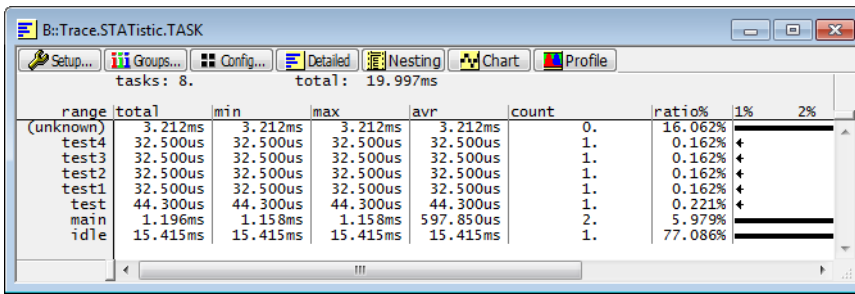 B::Trace.STATistic.TASK
Setup... Groups... Config... Detailed Nesting Chart Profile
tasks: 8. total: 19.997ms
range total min max avr count ratio% 1% 2%
(unknown) 3.212ms 3.212ms 3.212ms 3.212ms 0. 16.062%
test4 32.500us 32.500us 32.500us 32.500us 1. 0.162%
test3 32.500us 32.500us 32.500us 32.500us 1. 0.162%
test2 32.500us 32.500us 32.500us 32.500us 1. 0.162%
test1 32.500us 32.500us 32.500us 32.500us 1. 0.162%
test 44.300us 44.300us 44.300us 44.300us 1. 0.221%
main 1.196ms 1.158ms 1.158ms 597.850us 2. 5.979%
idle 15.415ms 15.415ms 15.415ms 15.415ms 1. 77.086%